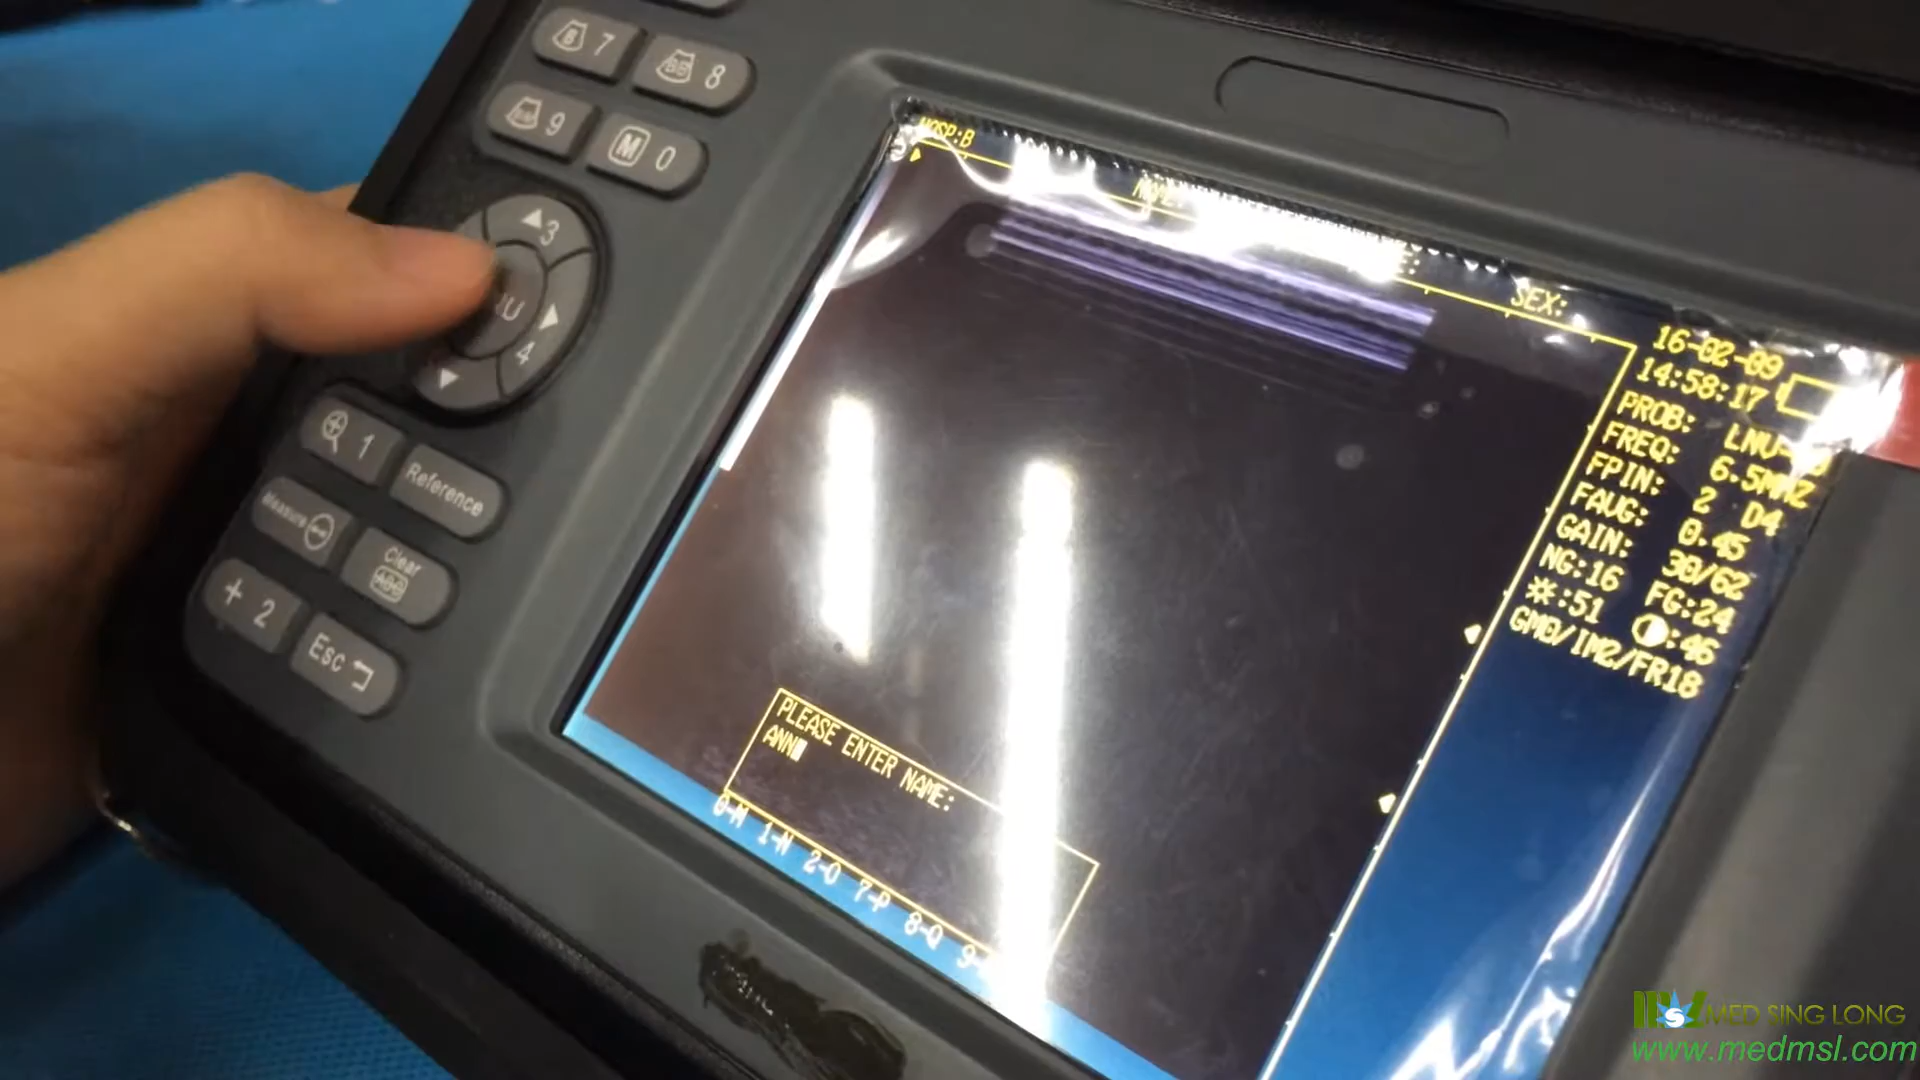 7
8
9
M 0
3
4
1
Reference
Measure
Clear
+ 2
Esc
SEX:
16-02-09
14:58:17
PROB:
FREQ: 6.5MHZ
FPIN: 2 D4
FAVG: 0.45
GAIN: 30/62
NG:16 FG:24
:51 :46
GM0/IM2/FR18
PLEASE ENTER NAME:
ANN
0-M 1-N 2-O 7-P 8-Q
MED SING LONG
www.medmsl.com